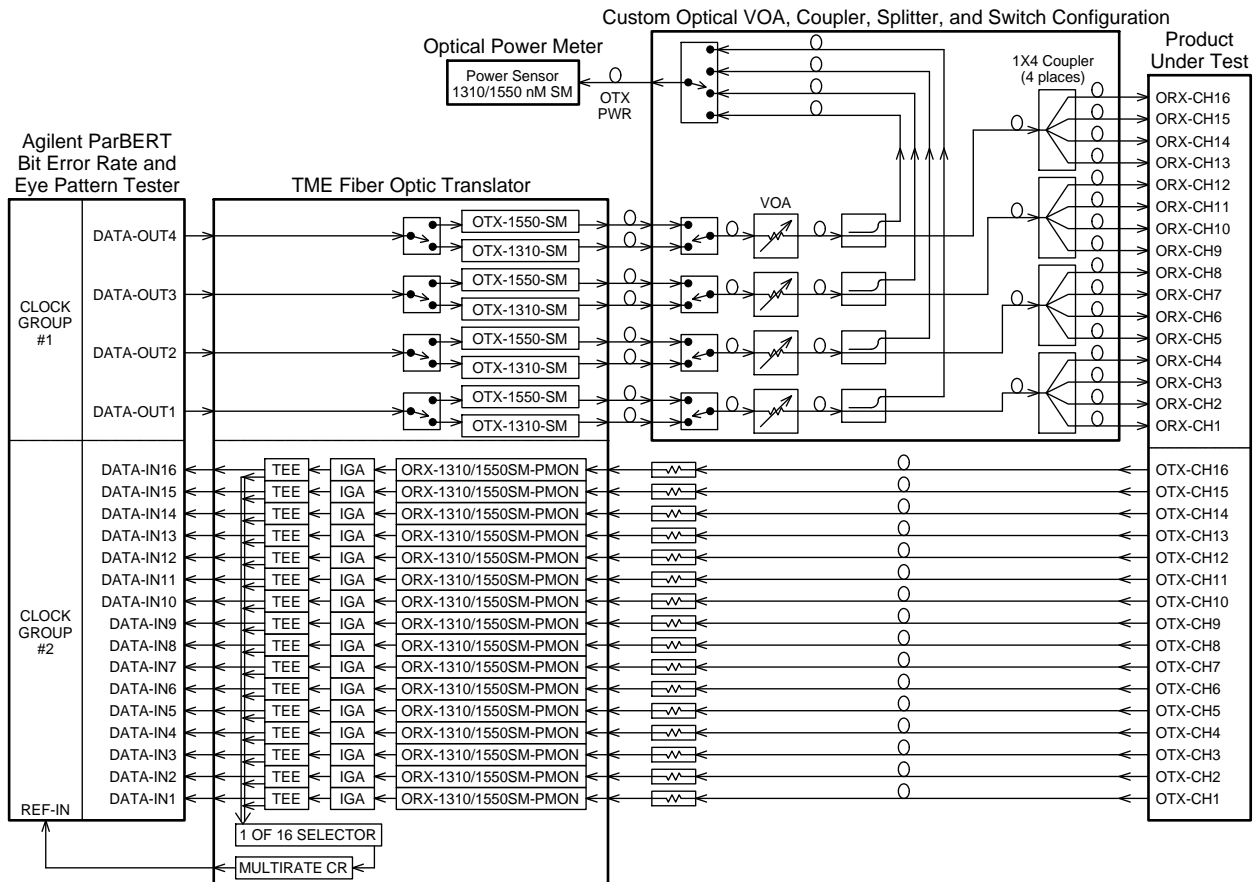 Custom Optical VOA, Coupler, Splitter, and Switch Configuration
Optical Power Meter
Power Sensor
1310/1550 nM SM
OTX
PWR
1X4 Coupler
(4 places)
Product
Under Test
Agilent ParBERT
Bit Error Rate and
Eye Pattern Tester
TME Fiber Optic Translator
VOA
CLOCK
GROUP
#1
DATA-OUT4
DATA-OUT3
DATA-OUT2
DATA-OUT1
OTX-1550-SM
OTX-1310-SM
OTX-1550-SM
OTX-1310-SM
OTX-1550-SM
OTX-1310-SM
OTX-1550-SM
OTX-1310-SM
ORX-CH16
ORX-CH15
ORX-CH14
ORX-CH13
ORX-CH12
ORX-CH11
ORX-CH10
ORX-CH9
ORX-CH8
ORX-CH7
ORX-CH6
ORX-CH5
ORX-CH4
ORX-CH3
ORX-CH2
ORX-CH1
CLOCK
GROUP
#2
DATA-IN16 TEE IGA ORX-1310/1550SM-PMON OTX-CH16
DATA-IN15 TEE IGA ORX-1310/1550SM-PMON OTX-CH15
DATA-IN14 TEE IGA ORX-1310/1550SM-PMON OTX-CH14
DATA-IN13 TEE IGA ORX-1310/1550SM-PMON OTX-CH13
DATA-IN12 TEE IGA ORX-1310/1550SM-PMON OTX-CH12
DATA-IN11 TEE IGA ORX-1310/1550SM-PMON OTX-CH11
DATA-IN10 TEE IGA ORX-1310/1550SM-PMON OTX-CH10
DATA-IN9 TEE IGA ORX-1310/1550SM-PMON OTX-CH9
DATA-IN8 TEE IGA ORX-1310/1550SM-PMON OTX-CH8
DATA-IN7 TEE IGA ORX-1310/1550SM-PMON OTX-CH7
DATA-IN6 TEE IGA ORX-1310/1550SM-PMON OTX-CH6
DATA-IN5 TEE IGA ORX-1310/1550SM-PMON OTX-CH5
DATA-IN4 TEE IGA ORX-1310/1550SM-PMON OTX-CH4
DATA-IN3 TEE IGA ORX-1310/1550SM-PMON OTX-CH3
DATA-IN2 TEE IGA ORX-1310/1550SM-PMON OTX-CH2
DATA-IN1 TEE IGA ORX-1310/1550SM-PMON OTX-CH1
REF-IN
1 OF 16 SELECTOR
MULTIRATE CR